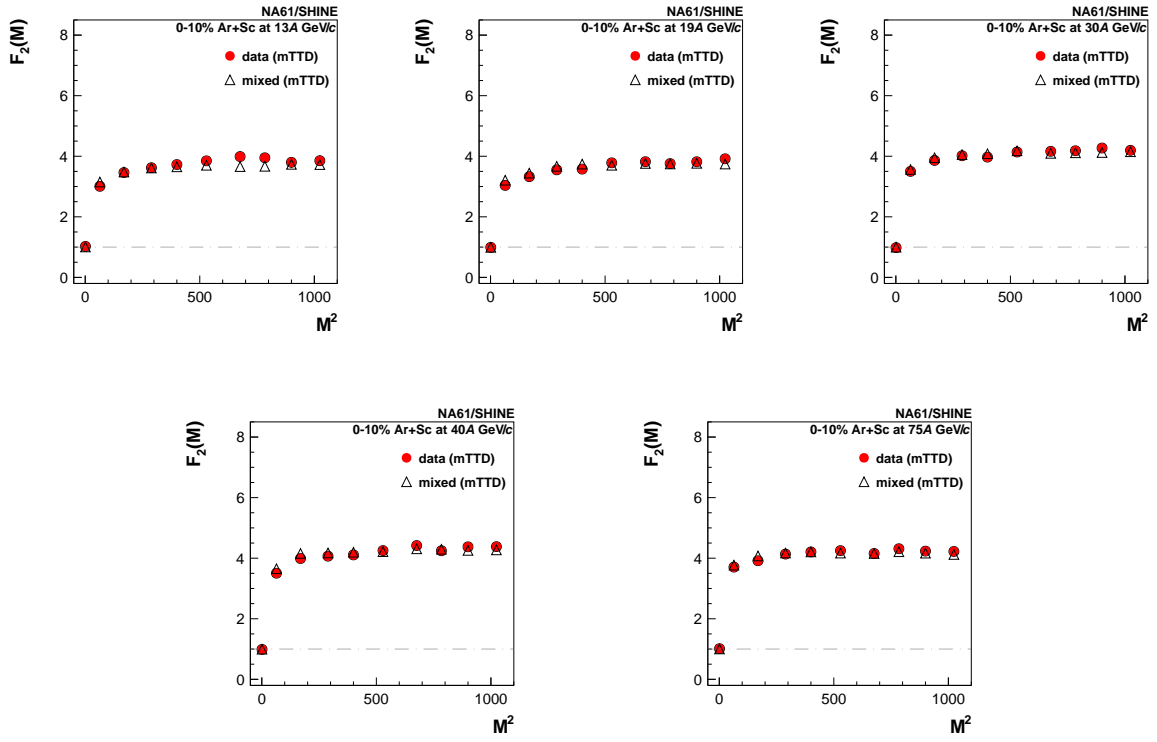 NA61/SHINE
0-10% Ar+Sc at 13A GeV/c
F₂(M)
data (mTTD)
mixed (mTTD)
8
6
4
2
0
0 500 1000
M²
NA61/SHINE
0-10% Ar+Sc at 19A GeV/c
F₂(M)
data (mTTD)
mixed (mTTD)
8
6
4
2
0
0 500 1000
M²
NA61/SHINE
0-10% Ar+Sc at 30A GeV/c
F₂(M)
data (mTTD)
mixed (mTTD)
8
6
4
2
0
0 500 1000
M²
NA61/SHINE
0-10% Ar+Sc at 40A GeV/c
F₂(M)
data (mTTD)
mixed (mTTD)
8
6
4
2
0
0 500 1000
M²
NA61/SHINE
0-10% Ar+Sc at 75A GeV/c
F₂(M)
data (mTTD)
mixed (mTTD)
8
6
4
2
0
0 500 1000
M²